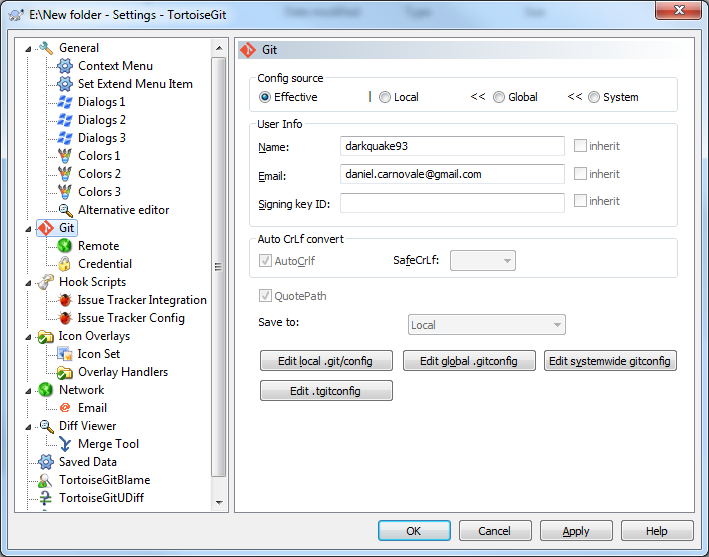 E:\New folder - Settings - TortoiseGit
Date modified Type Size
General
Context Menu
Set Extend Menu Item
Dialogs 1
Dialogs 2
Dialogs 3
Colors 1
Colors 2
Colors 3
Alternative editor
Git
Remote
Credential
Hook Scripts
Issue Tracker Integration
Issue Tracker Config
Icon Overlays
Icon Set
Overlay Handlers
Network
Email
Diff Viewer
Merge Tool
Saved Data
TortoiseGitBlame
TortoiseGitUDiff
Git
Config source
Effective | Local << Global << System
User Info
Name: darkquake93 inherit
Email: daniel.carnovale@gmail.com inherit
Signing key ID: inherit
Auto CrLf convert
AutoCrlf SafeCrLf:
QuotePath
Save to: Local
Edit local .git/config Edit global .gitconfig Edit systemwide gitconfig
Edit .tgitconfig
OK Cancel Apply Help